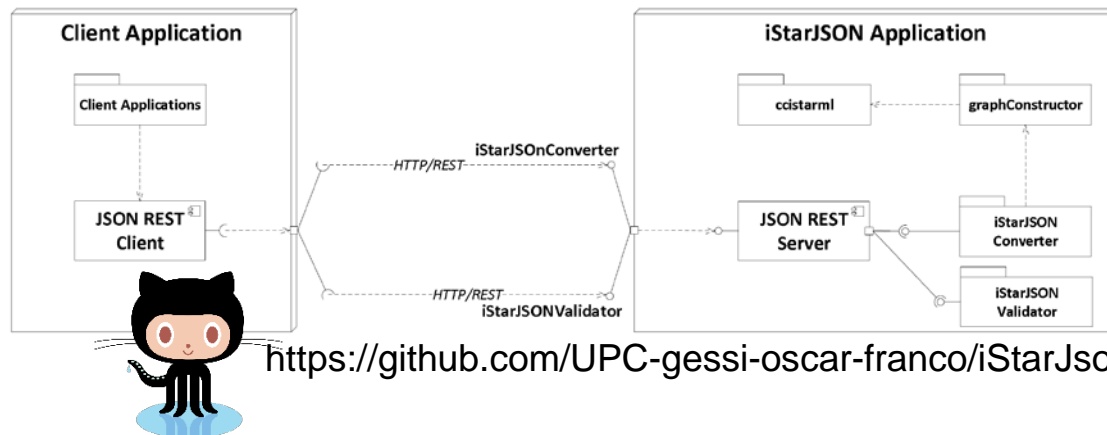 Client Application
Client Applications
JSON REST
Client
iStarJSOnConverter
HTTP/REST
HTTP/REST
iStarJSONValidator
iStarJSON Application
ccistarml
graphConstructor
JSON REST
Server
iStarJSON
Converter
iStarJSON
Validator
https://github.com/UPC-gessi-oscar-franco/iStarJso